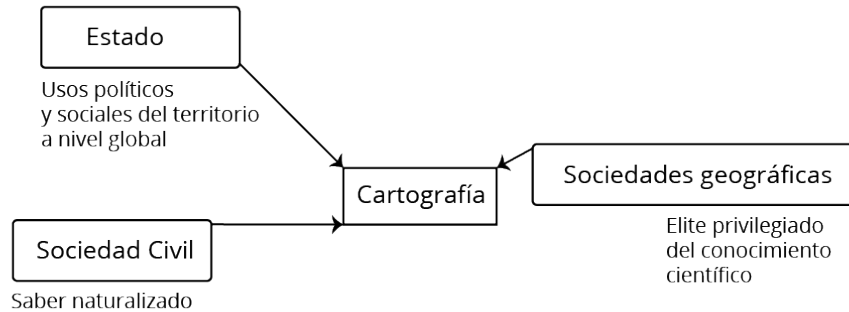 Estado
Usos políticos
y sociales del territorio
a nivel global
Cartografía
Sociedades geográficas
Elite privilegiado
del conocimiento
científico
Sociedad Civil
Saber naturalizado